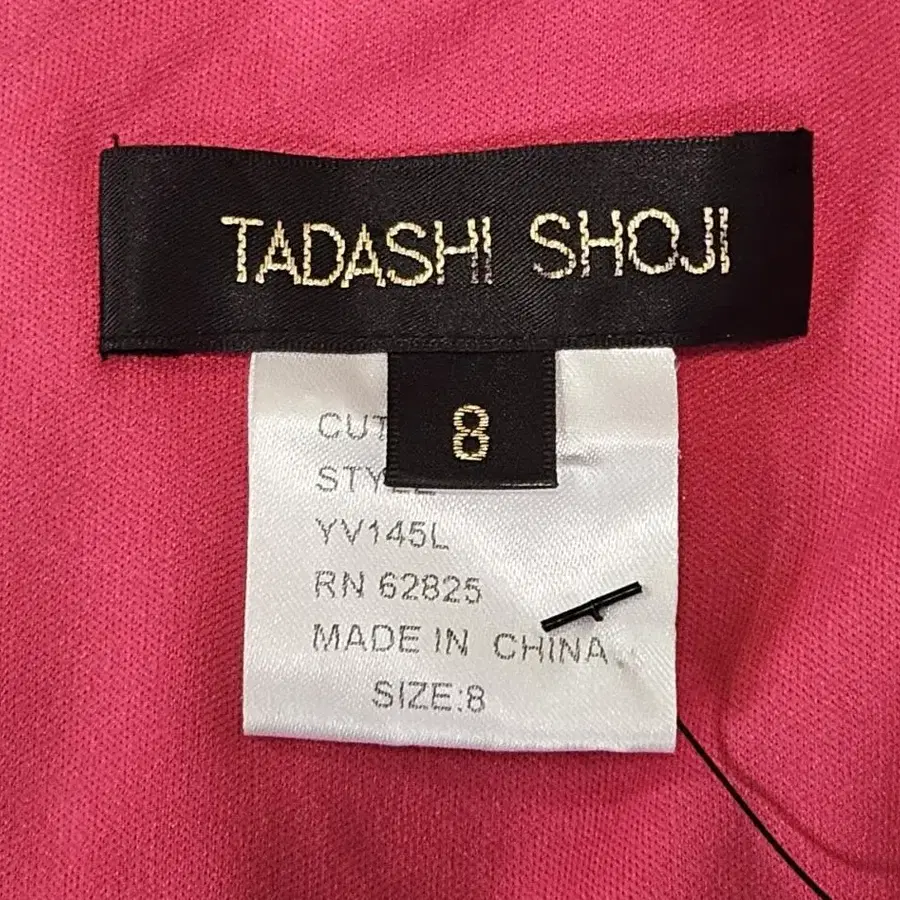 TADASHI SHOJI
8
CUT
STYLE
YV145L
RN 62825
MADE IN CHINA
SIZE:8